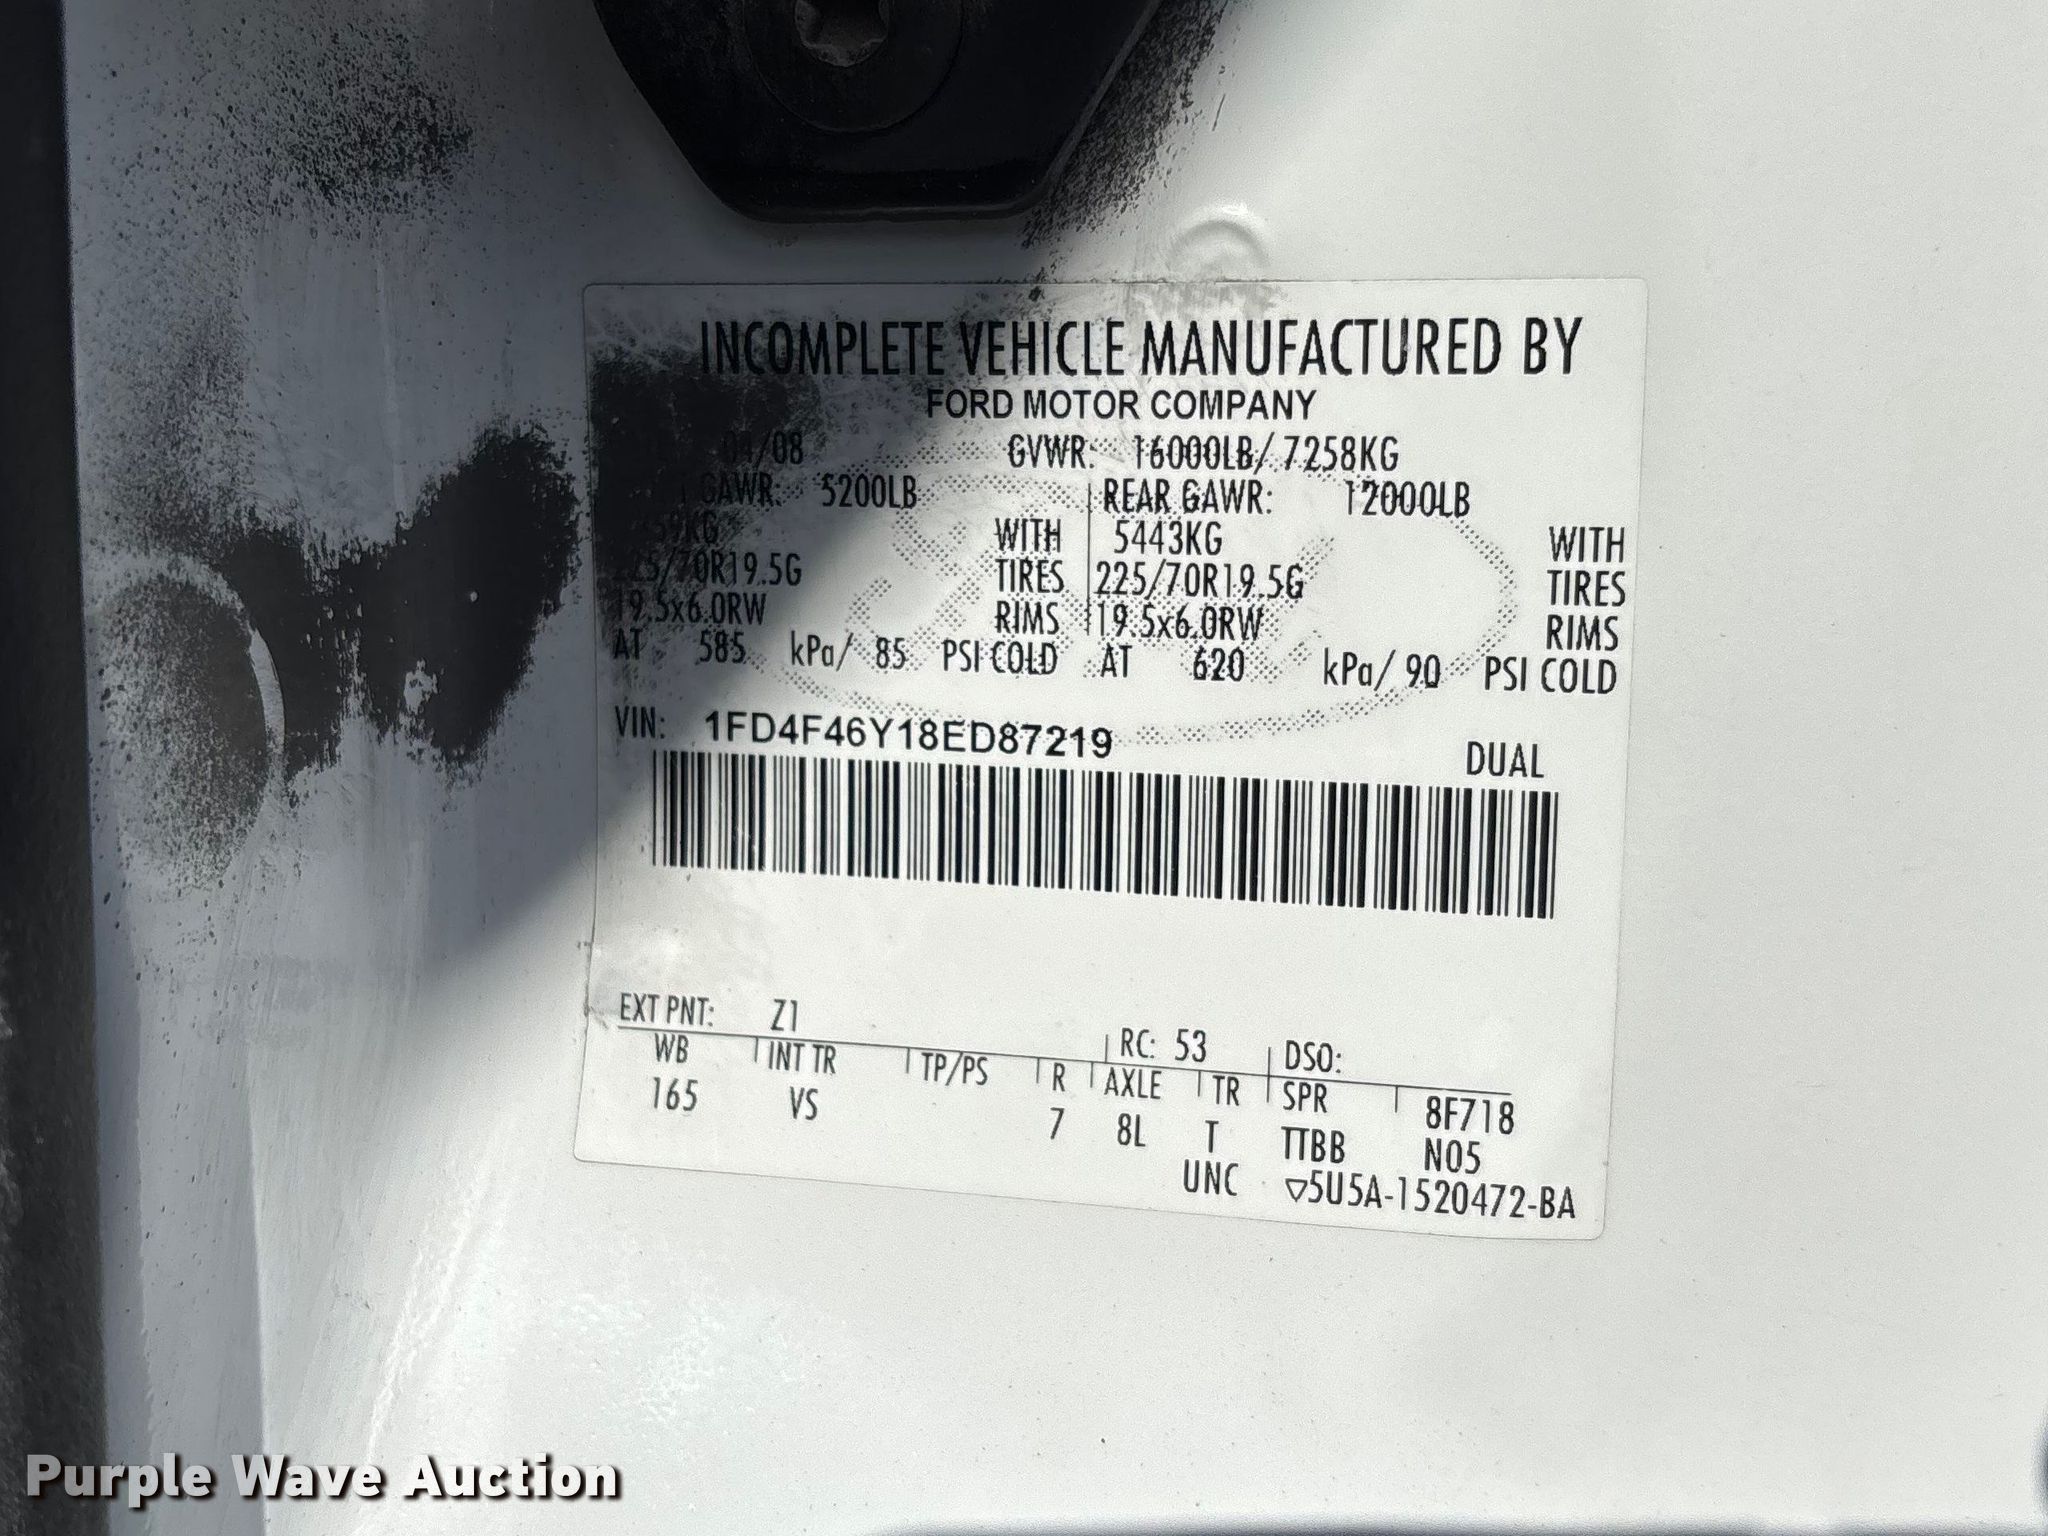 INCOMPLETE VEHICLE MANUFACTURED BY
FORD MOTOR COMPANY
04/08 GVWR: 16000LB/ 7258KG
GAWR: 5200LB REAR GAWR: 12000LB
59KG WITH 5443KG WITH
225/70R19.5G TIRES 225/70R19.5G TIRES
19.5x6.0RW RIMS 19.5x6.0RW RIMS
AT 585 kPa/ 85 PSI COLD AT 620 kPa/ 90 PSI COLD
VIN: 1FD4F46Y18ED87219
DUAL
EXT PNT: Z1 RC: 53 DSO:
WB INT TR TP/PS R AXLE TR SPR 8F718
165 VS 7 8L T TTBB N05
UNC ▽5U5A-1520472-BA
Purple Wave Auction